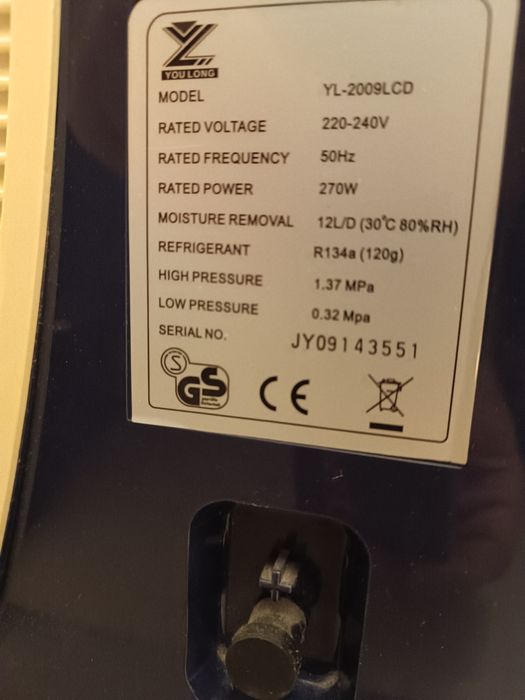 YL
YOU LONG
MODEL YL-2009LCD
RATED VOLTAGE 220-240V
RATED FREQUENCY 50Hz
RATED POWER 270W
MOISTURE REMOVAL 12L/D (30℃ 80%RH)
REFRIGERANT R134a (120g)
HIGH PRESSURE 1.37 MPa
LOW PRESSURE 0.32 Mpa
SERIAL NO. JY09143551
S
GS
CE